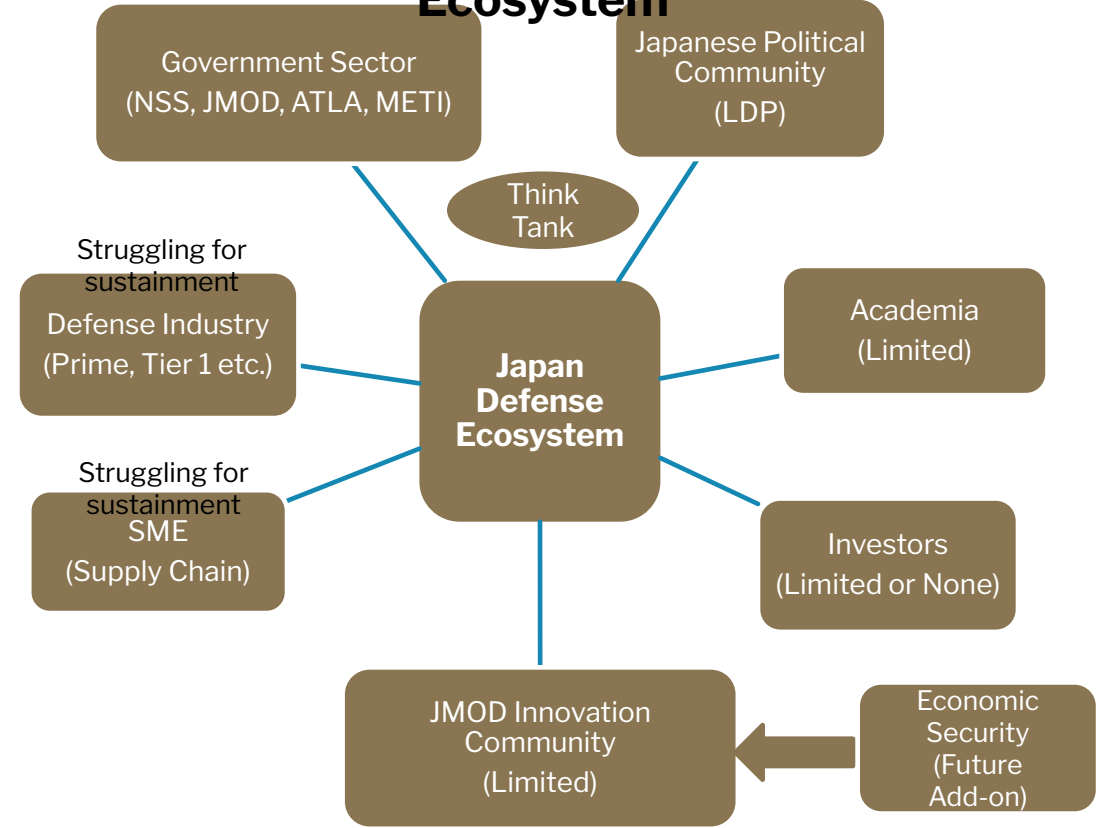 Ecosystem
Government Sector
(NSS, JMOD, ATLA, METI)
Japanese Political
Community
(LDP)
Think
Tank
Struggling for
sustainment
Defense Industry
(Prime, Tier 1 etc.)
Academia
(Limited)
Japan
Defense
Ecosystem
Struggling for
sustainment
SME
(Supply Chain)
Investors
(Limited or None)
JMOD Innovation
Community
(Limited)
Economic
Security
(Future
Add-on)